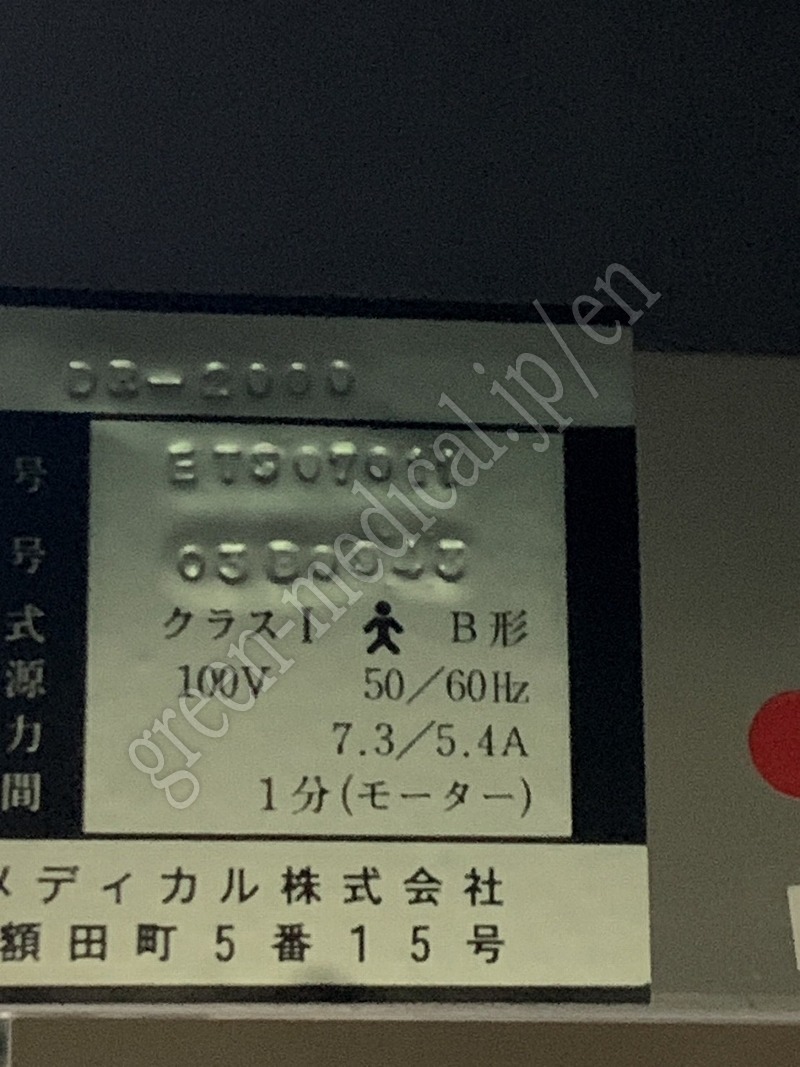 DR-2000
号
号
式 クラスⅠ B形
源 100V 50／60Hz
力 7.3／5.4A
間 1分(モーター)
メディカル株式会社
額田町5番15号
green-medical.jp/en